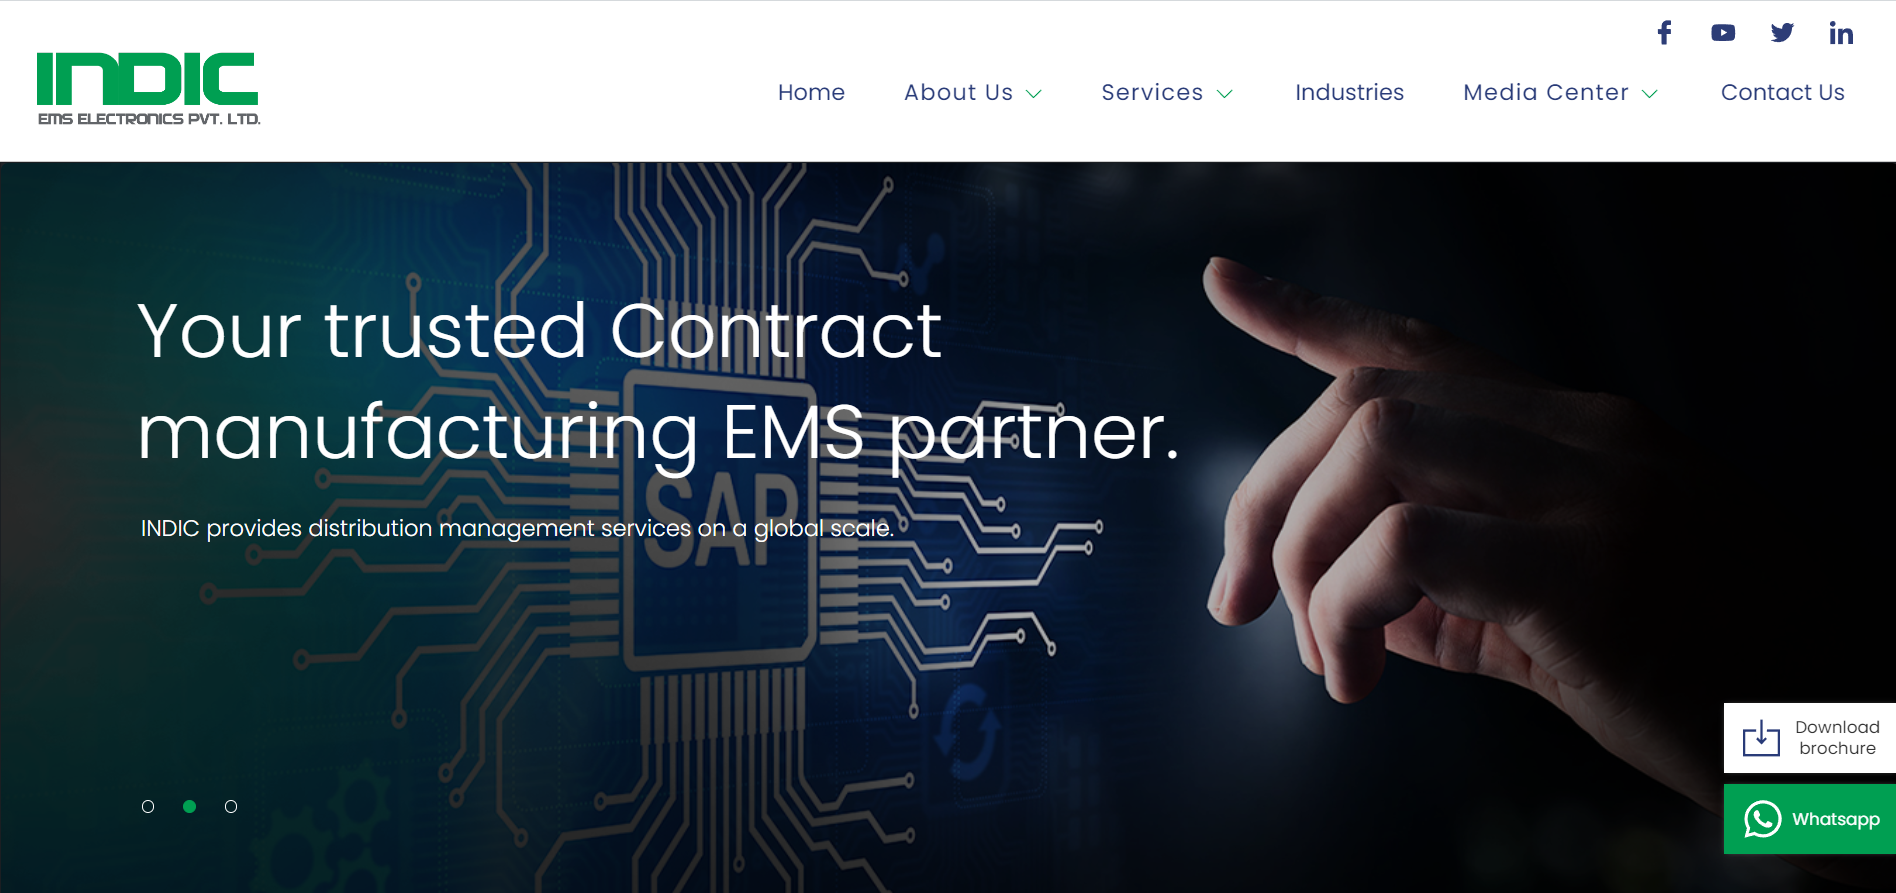 INDIC
EMS ELECTRONICS PVT. LTD.
Home
About Us
Services
Industries
Media Center
Contact Us
Your trusted Contract
manufacturing EMS partner.
SAP
INDIC provides distribution management services on a global scale.
Download
brochure
Whatsapp